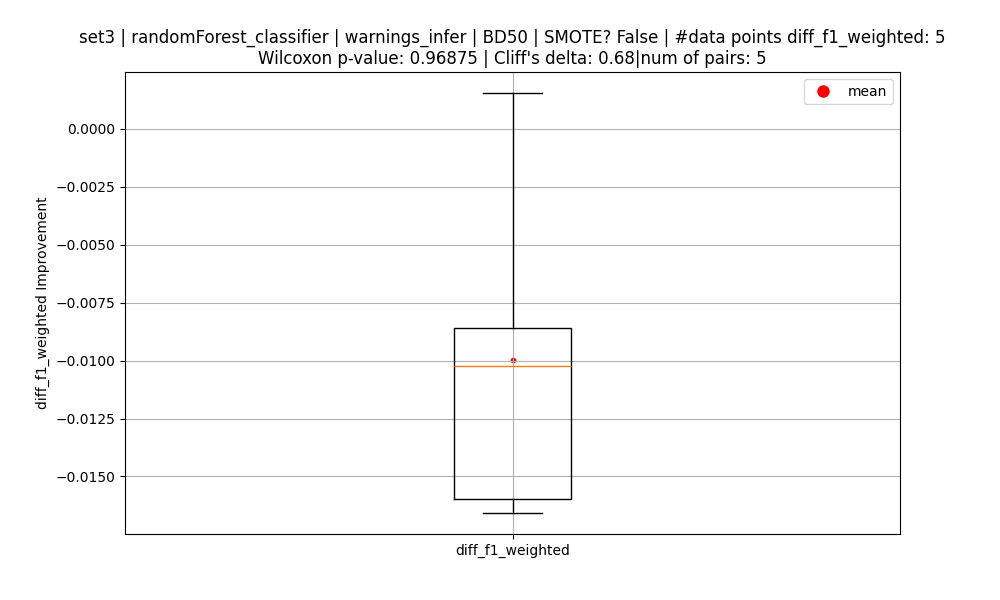 set3 | randomForest_classifier | warnings_infer | BD50 | SMOTE? False | #data points diff_f1_weighted: 5
Wilcoxon p-value: 0.96875 | Cliff's delta: 0.68|num of pairs: 5
mean
0.0000
−0.0025
−0.0050
−0.0075
−0.0100
−0.0125
−0.0150
diff_f1_weighted Improvement
diff_f1_weighted